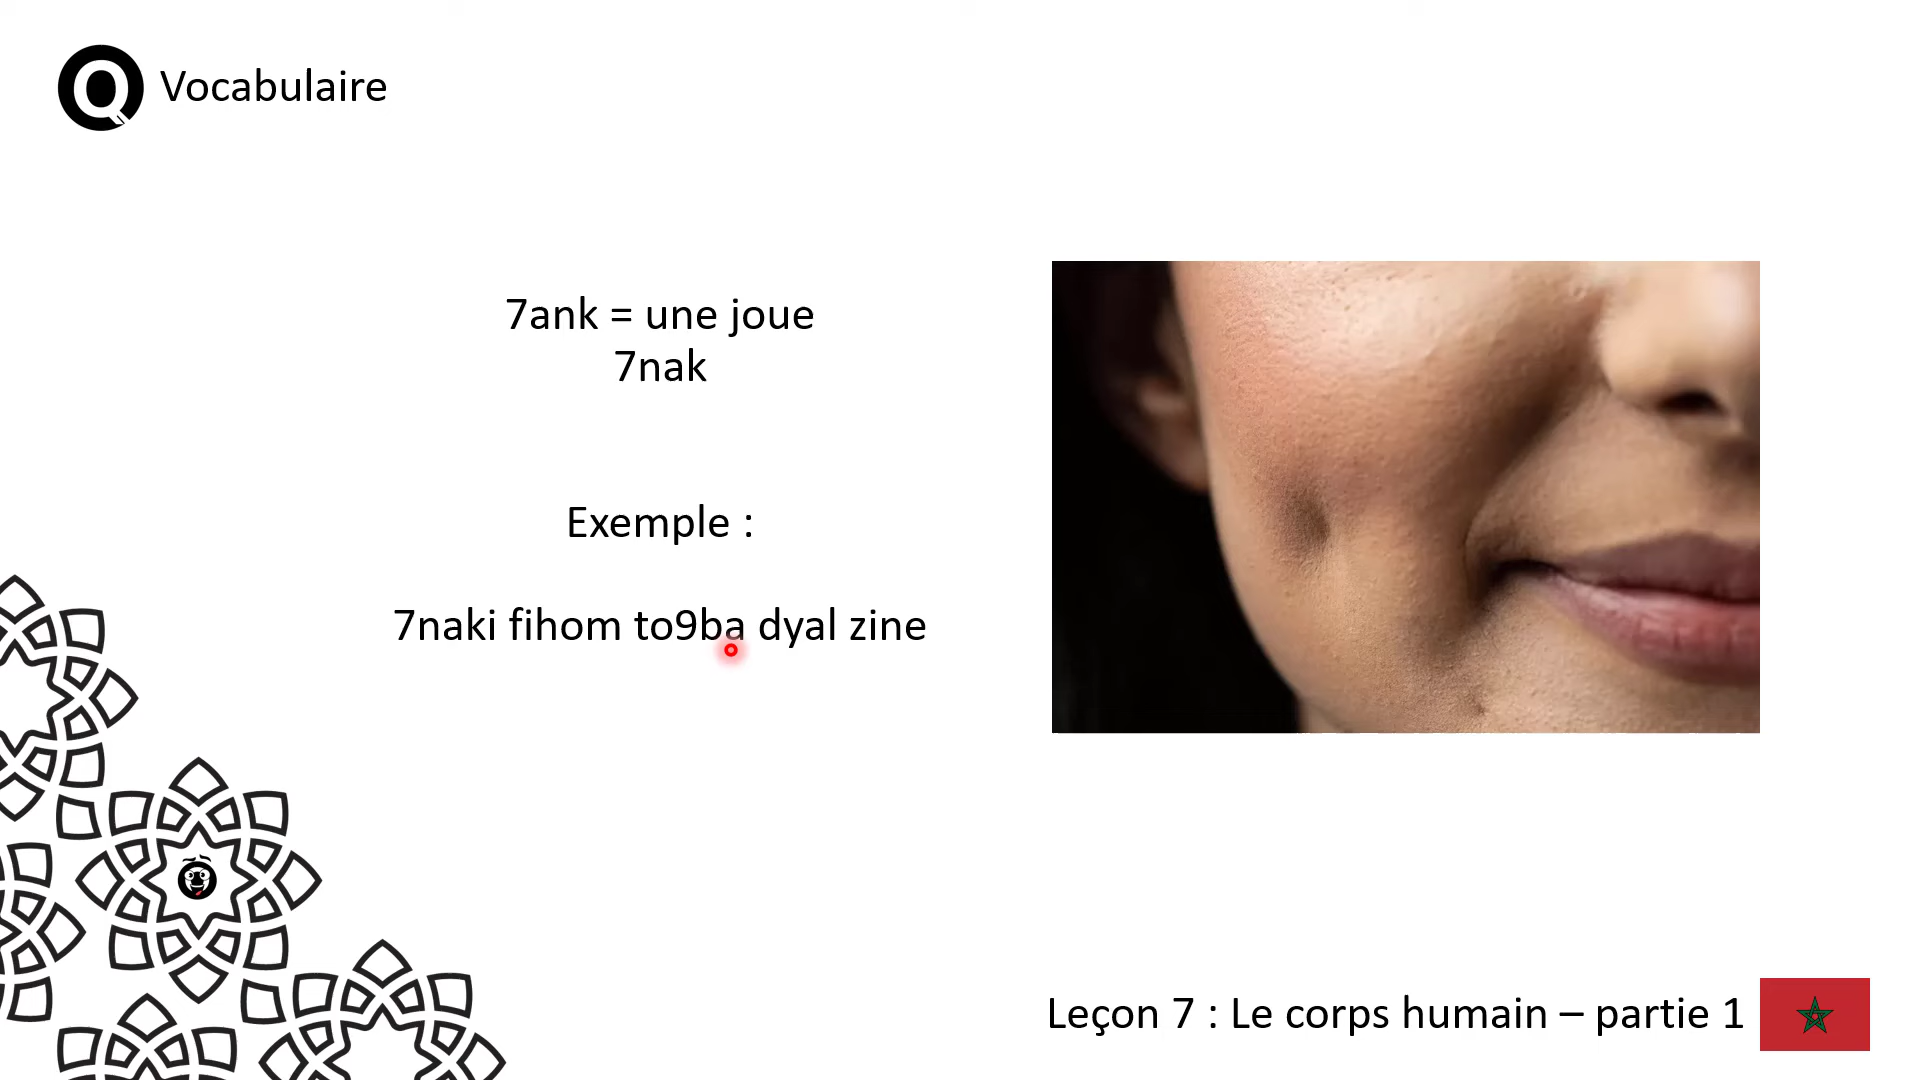 Q Vocabulaire
7ank = une joue
7nak
Exemple :
7naki fihom to9ba dyal zine
Leçon 7 : Le corps humain – partie 1